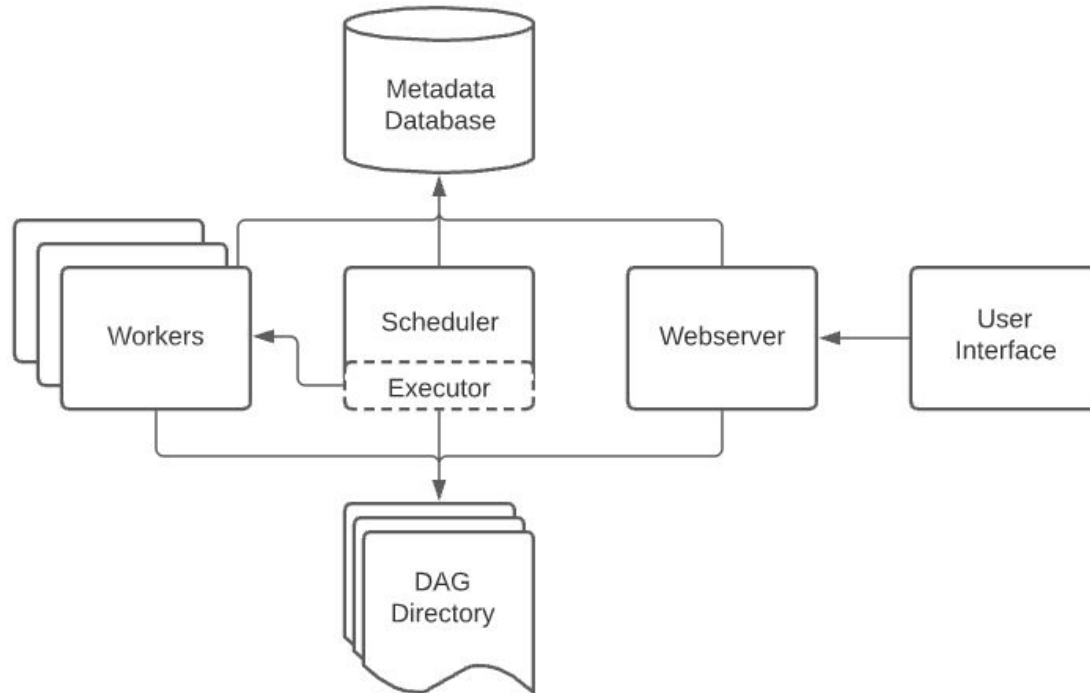 Metadata
Database
Workers
Scheduler
Executor
Webserver
User
Interface
DAG
Directory